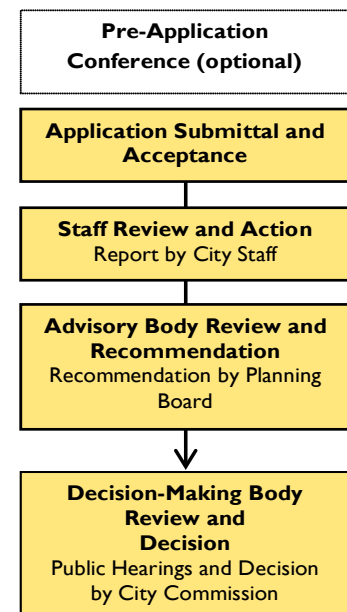 Pre-Application
Conference (optional)
Application Submittal and
Acceptance
Staff Review and Action
Report by City Staff
Advisory Body Review and
Recommendation
Recommendation by Planning
Board
Decision-Making Body
Review and
Decision
Public Hearings and Decision
by City Commission